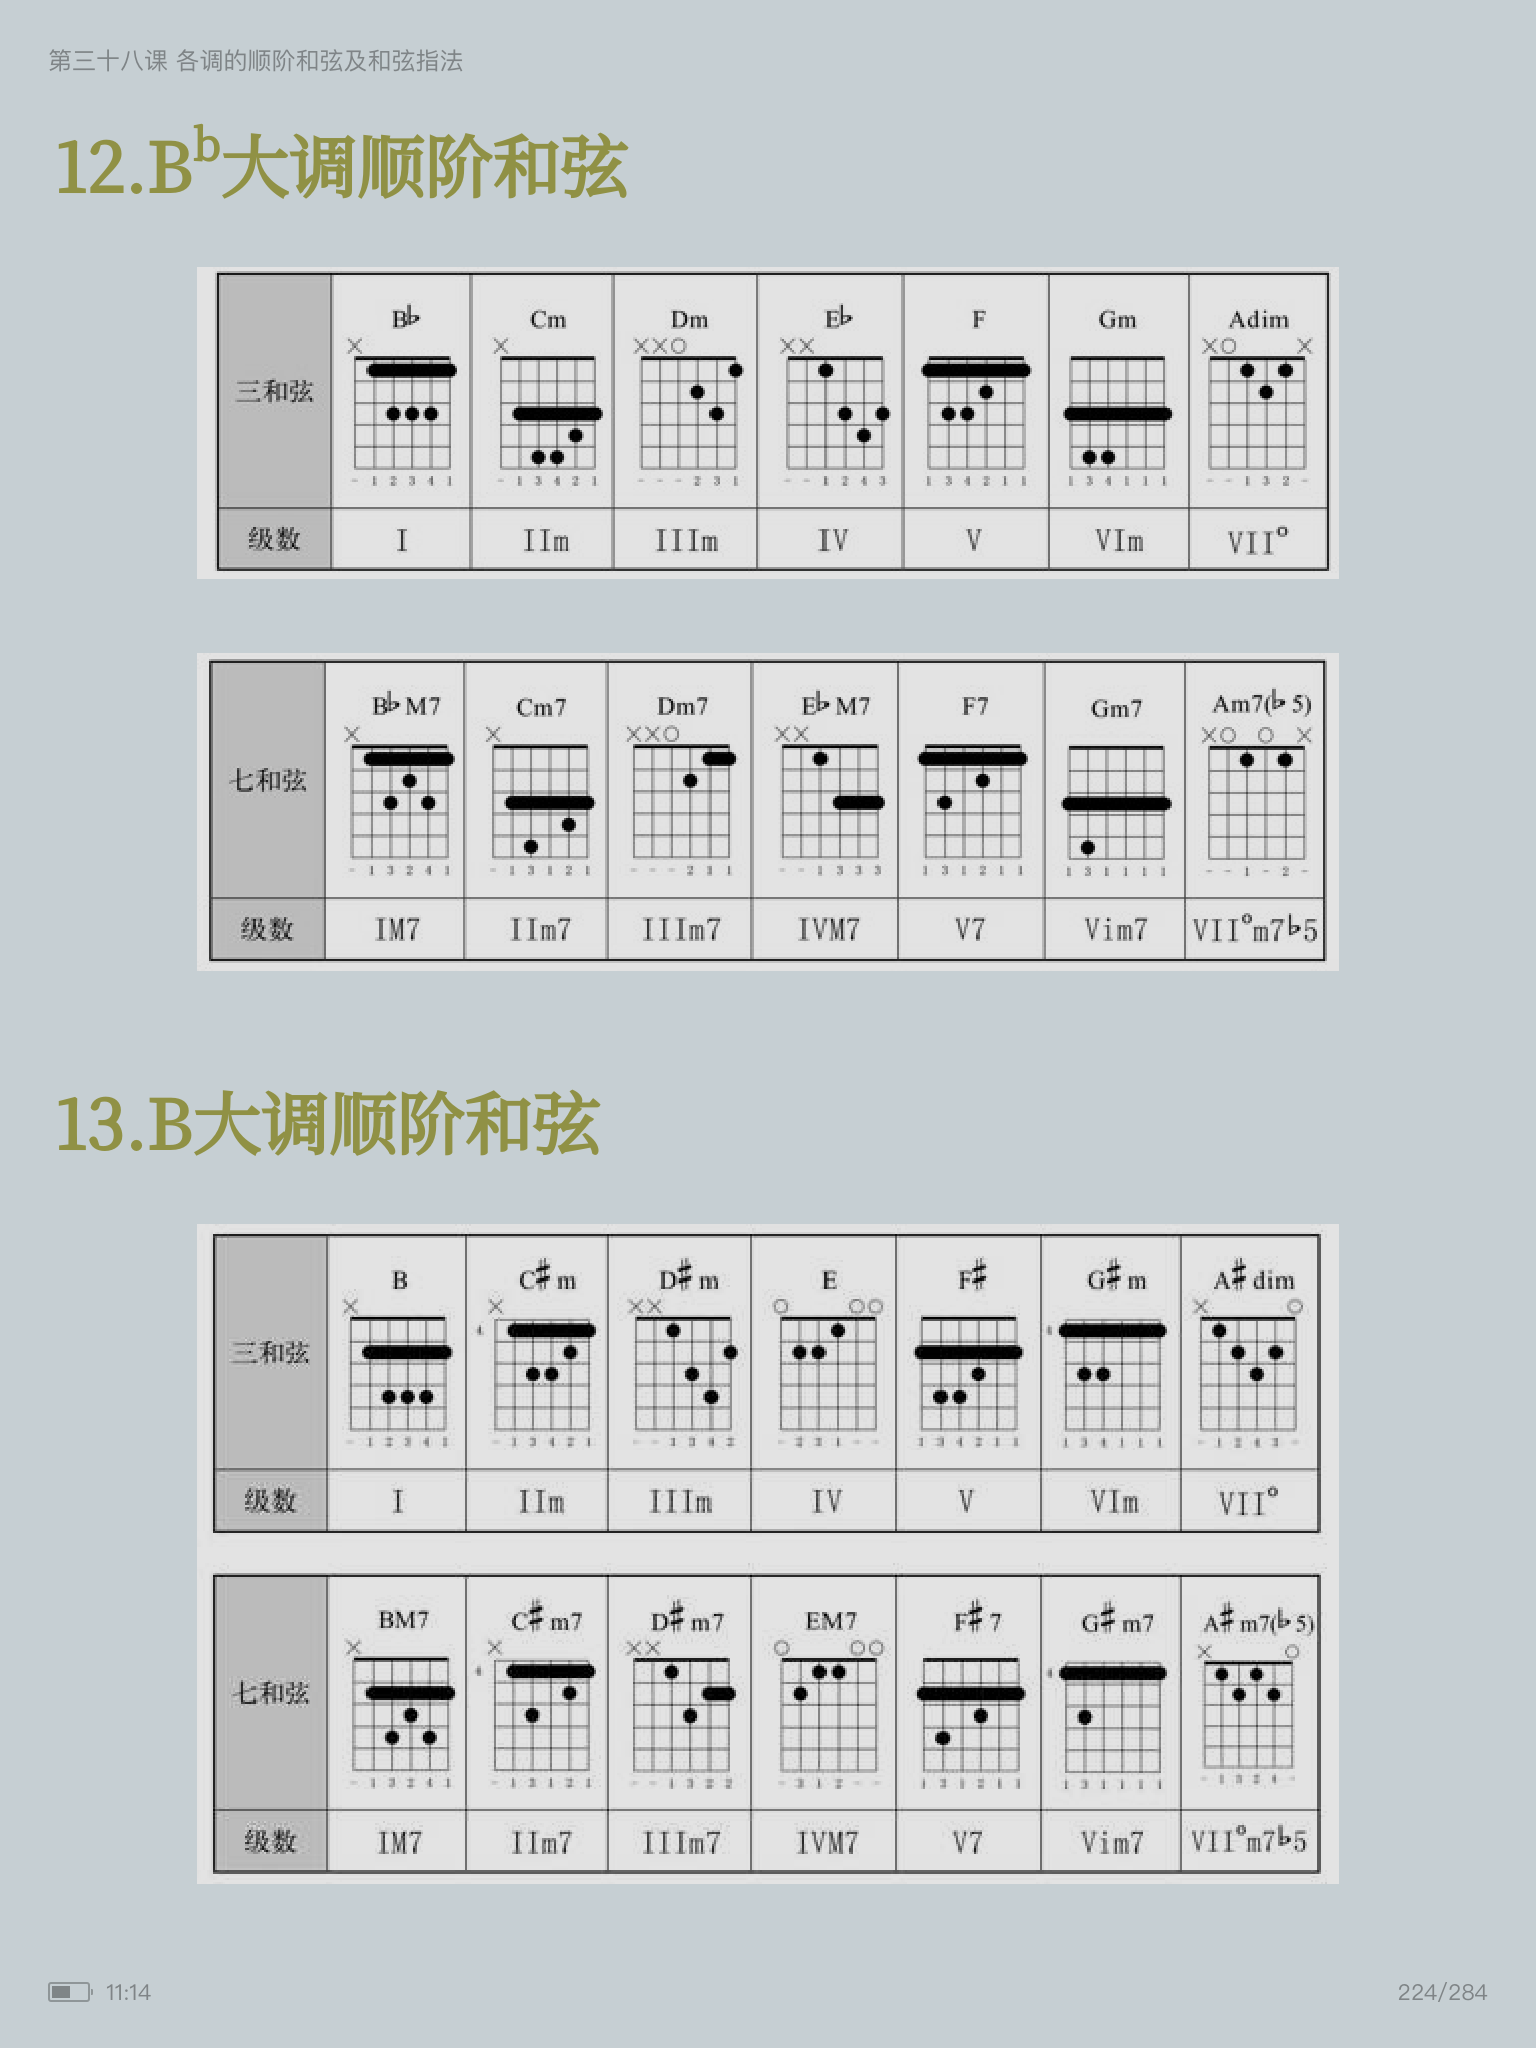 第三十八课 各调的顺阶和弦及和弦指法
12.Bb大调顺阶和弦
三和弦 B♭ Cm Dm E♭ F Gm Adim
× × ××○ ×× ×○ ×
- 1 2 3 4 1 - 1 3 4 2 1 - - - 2 3 1 - - 1 2 4 3 1 3 4 2 1 1 1 3 4 1 1 1 - - 1 3 2 -
级数 I IIm IIIm IV V VIm VII°
七和弦 B♭M7 Cm7 Dm7 E♭M7 F7 Gm7 Am7(♭5)
× × ××○ ×× ×○ ○ ×
- 1 3 2 4 1 - 1 3 1 2 1 - - - 2 1 1 - - 1 3 3 3 1 3 1 2 1 1 1 3 1 1 1 1 - - 1 - 2 -
级数 IM7 IIm7 IIIm7 IVM7 V7 Vim7 VII°m7♭5
13.B大调顺阶和弦
三和弦 B C♯m D♯m E F♯ G♯m A♯dim
× × ×× ○ ○○ × ○
4 4
- 1 2 3 4 1 - 1 3 4 2 1 - - 1 3 4 2 - 2 3 1 - - 1 3 4 2 1 1 1 3 4 1 1 1 - 1 2 4 3 -
级数 I IIm IIIm IV V VIm VII°
七和弦 BM7 C♯m7 D♯m7 EM7 F♯7 G♯m7 A♯m7(♭5)
× × ×× ○ ○○ × ○
4 4
- 1 3 2 4 1 - 1 3 1 2 1 - - 1 3 2 2 - 3 1 2 - - 1 3 1 2 1 1 1 3 1 1 1 1 - 1 3 2 4 -
级数 IM7 IIm7 IIIm7 IVM7 V7 Vim7 VII°m7♭5
11:14 224/284